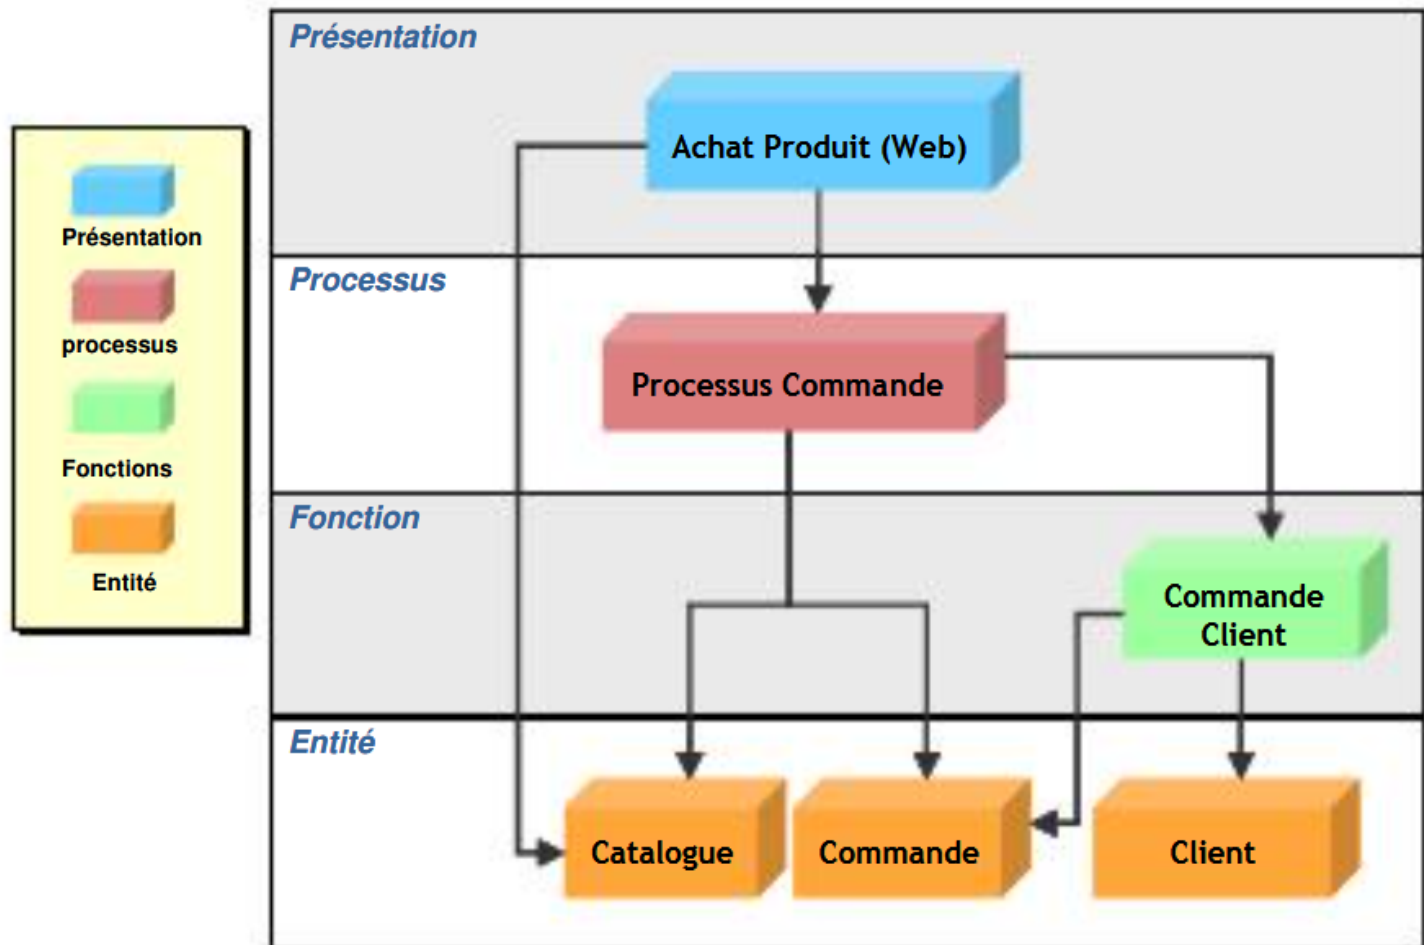 Présentation
Achat Produit (Web)
Présentation
processus
Fonctions
Entité
Processus
Processus Commande
Fonction
Commande
Client
Entité
Catalogue
Commande
Client